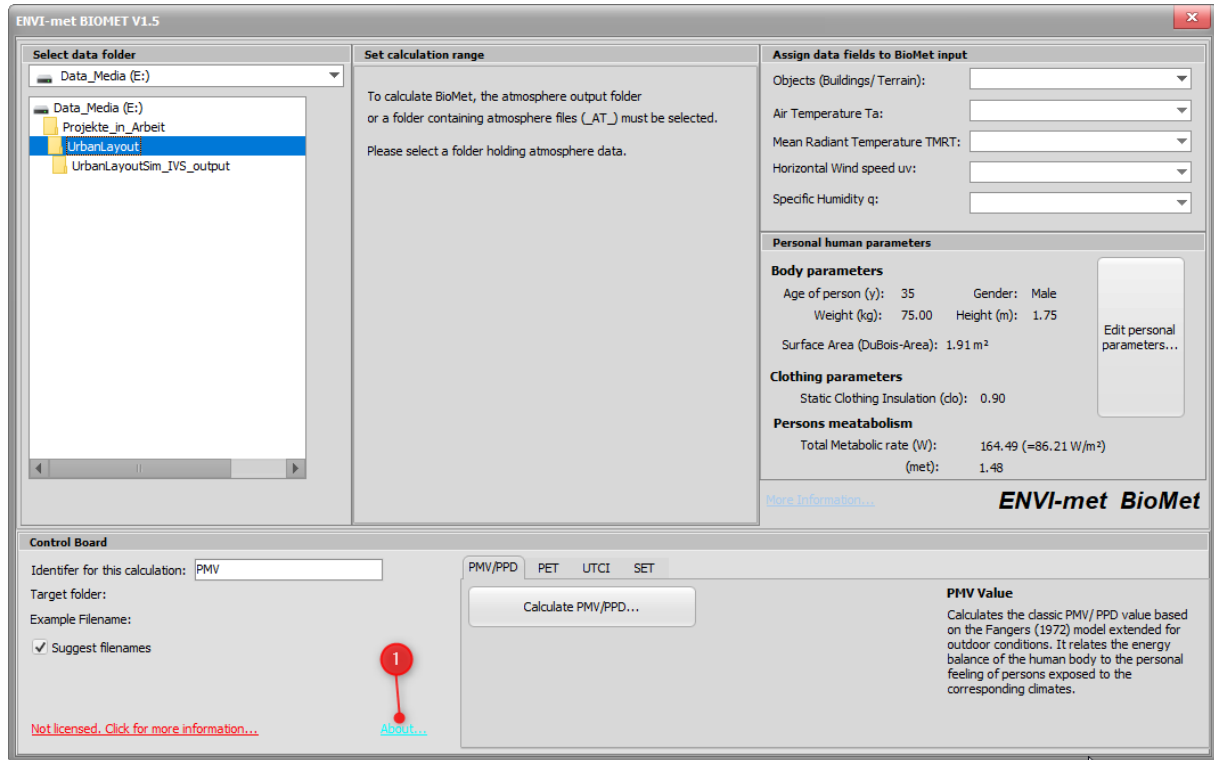 ENVI-met BIOMET V1.5
Select data folder
Data_Media (E:)
Data_Media (E:)
Projekte_in_Arbeit
UrbanLayout
UrbanLayoutSim_IVS_output
Set calculation range
To calculate BioMet, the atmosphere output folder
or a folder containing atmosphere files (_AT_) must be selected.
Please select a folder holding atmosphere data.
Assign data fields to BioMet input
Objects (Buildings/Terrain):
Air Temperature Ta:
Mean Radiant Temperature TMRT:
Horizontal Wind speed uv:
Specific Humidity q:
Personal human parameters
Body parameters
Age of person (y): 35 Gender: Male
Weight (kg): 75.00 Height (m): 1.75
Surface Area (DuBois-Area): 1.91 m²
Edit personal
parameters...
Clothing parameters
Static Clothing Insulation (clo): 0.90
Persons meatabolism
Total Metabolic rate (W): 164.49 (=86.21 W/m²)
(met): 1.48
More Information...
ENVI-met BioMet
Control Board
Identifer for this calculation: PMV
Target folder:
Example Filename:
Suggest filenames
1
Not licensed. Click for more information...
About...
PMV/PPD PET UTCI SET
Calculate PMV/PPD...
PMV Value
Calculates the classic PMV/ PPD value based
on the Fangers (1972) model extended for
outdoor conditions. It relates the energy
balance of the human body to the personal
feeling of persons exposed to the
corresponding climates.